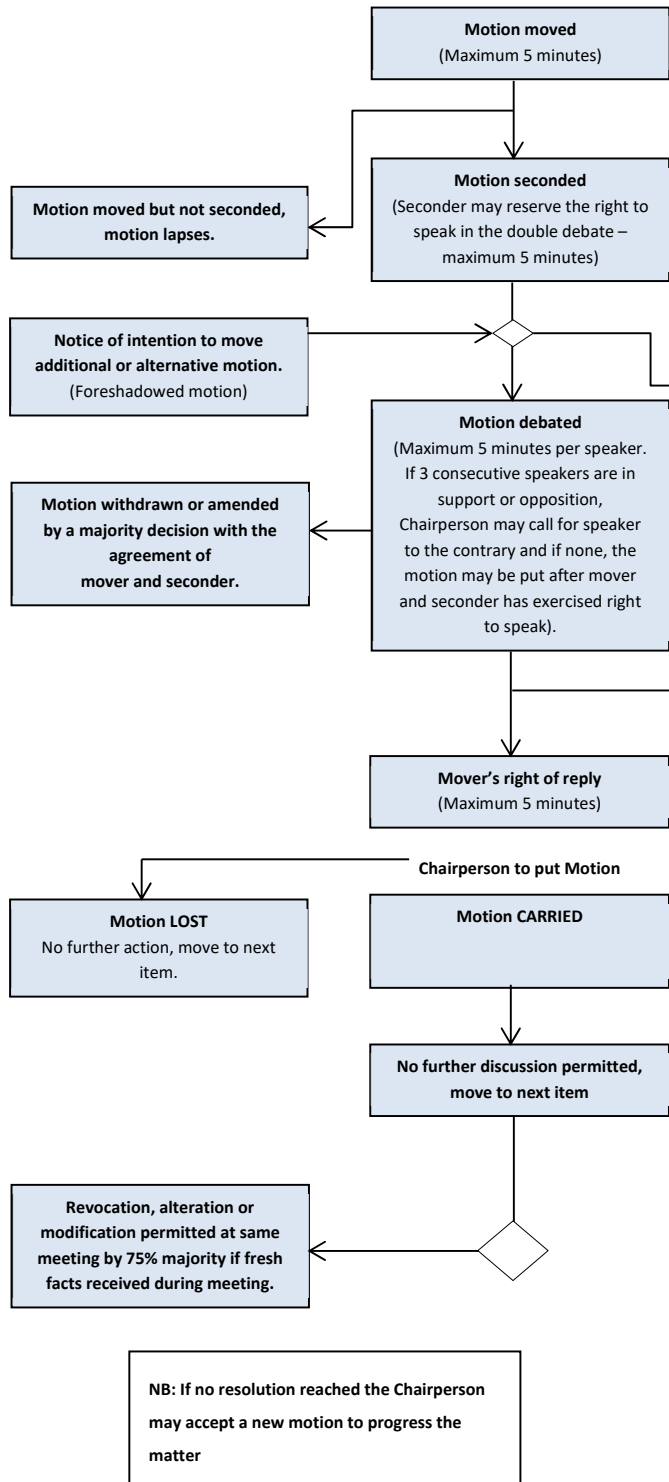 Motion moved
(Maximum 5 minutes)
Motion seconded
(Seconder may reserve the right to
speak in the double debate –
maximum 5 minutes)
Motion moved but not seconded,
motion lapses.
Notice of intention to move
additional or alternative motion.
(Foreshadowed motion)
Motion debated
(Maximum 5 minutes per speaker.
If 3 consecutive speakers are in
support or opposition,
Chairperson may call for speaker
to the contrary and if none, the
motion may be put after mover
and seconder has exercised right
to speak).
Motion withdrawn or amended
by a majority decision with the
agreement of
mover and seconder.
Mover’s right of reply
(Maximum 5 minutes)
Chairperson to put Motion
Motion LOST
No further action, move to next
item.
Motion CARRIED
No further discussion permitted,
move to next item
Revocation, alteration or
modification permitted at same
meeting by 75% majority if fresh
facts received during meeting.
NB: If no resolution reached the Chairperson
may accept a new motion to progress the
matter